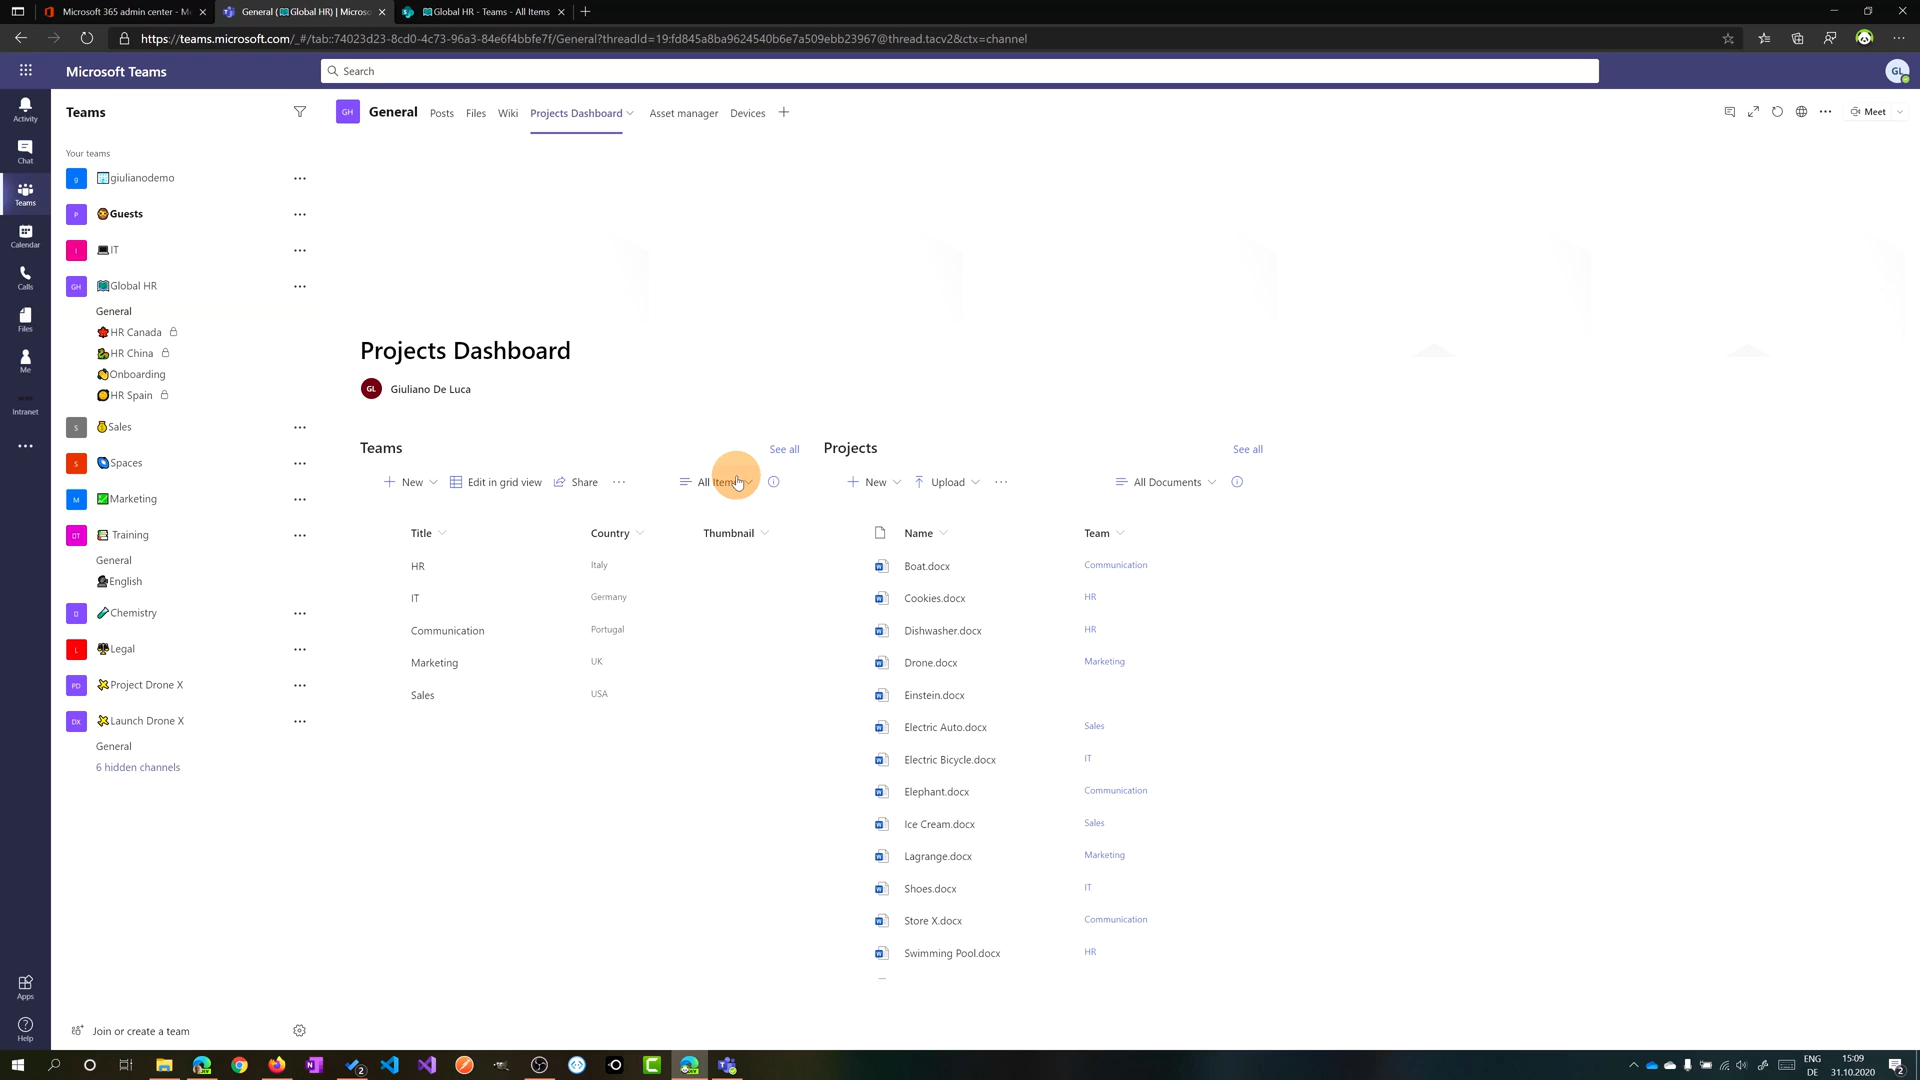 Microsoft 365 admin center - M
General (Global HR) | Microso
Global HR - Teams - All Items
https://teams.microsoft.com/_#/tab::74023d23-8cd0-4c73-96a3-84e6f4bbfe7f/General?threadId=19:fd845a8ba9624540b6e7a509ebb23967@thread.tacv2&ctx=channel
Microsoft Teams
Search
GL
Activity
Chat
Teams
Calendar
Calls
Files
Me
Intranet
Apps
Help
Teams
Your teams
g giulianodemo
P Guests
I IT
GH Global HR
General
HR Canada
HR China
Onboarding
HR Spain
S Sales
S Spaces
M Marketing
DT Training
General
English
Chemistry
L Legal
PD Project Drone X
DX Launch Drone X
General
6 hidden channels
Join or create a team
GH General Posts Files Wiki Projects Dashboard Asset manager Devices
Meet
Projects Dashboard
GL Giuliano De Luca
Teams See all
New Edit in grid view Share All Items
Title Country Thumbnail
HR Italy
IT Germany
Communication Portugal
Marketing UK
Sales USA
Projects See all
New Upload All Documents
Name Team
Boat.docx Communication
Cookies.docx HR
Dishwasher.docx HR
Drone.docx Marketing
Einstein.docx
Electric Auto.docx Sales
Electric Bicycle.docx IT
Elephant.docx Communication
Ice Cream.docx Sales
Lagrange.docx Marketing
Shoes.docx IT
Store X.docx Communication
Swimming Pool.docx HR
2
ENG
DE
15:09
31.10.2020
2